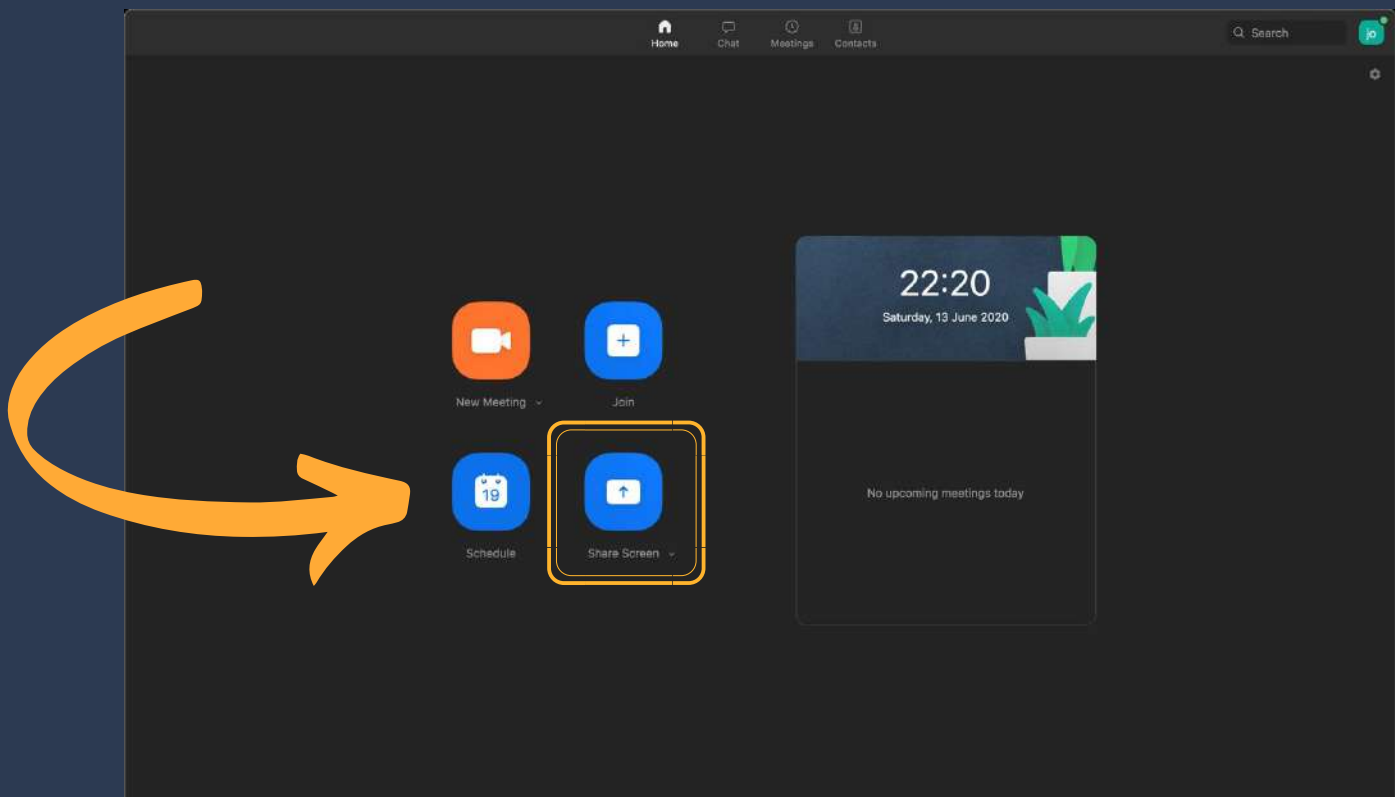 Home
Chat
Meetings
Contacts
Search
jo
22:20
Saturday, 13 June 2020
New Meeting
Join
19
Schedule
Share Screen
No upcoming meetings today